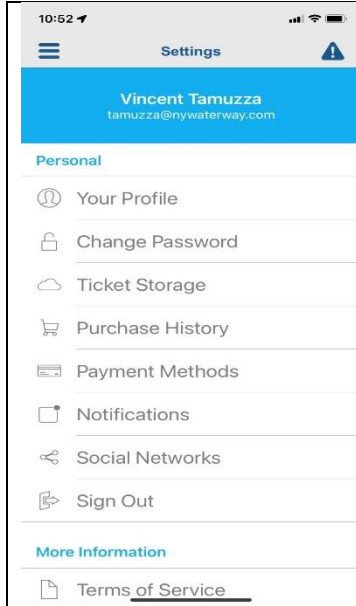 10:52
Settings
Vincent Tamuzza
tamuzza@nywaterway.com
Personal
Your Profile
Change Password
Ticket Storage
Purchase History
Payment Methods
Notifications
Social Networks
Sign Out
More Information
Terms of Service